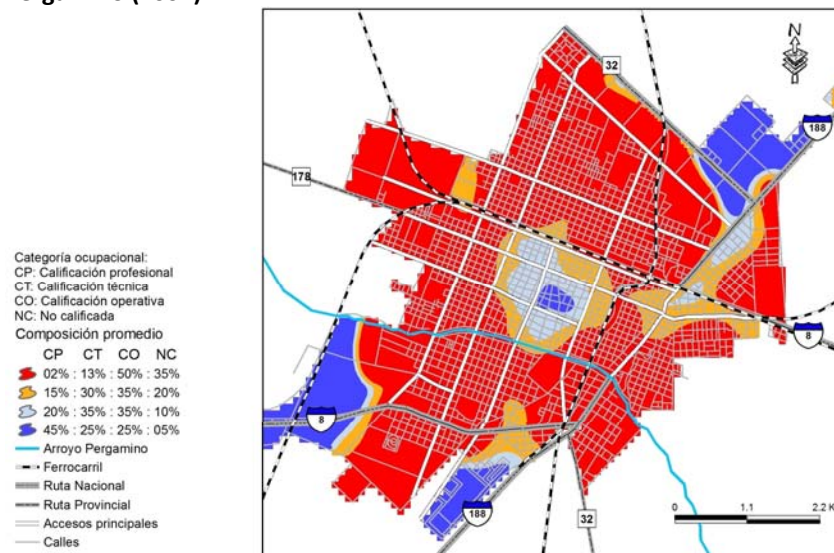 N
32
188
178
8
8
188
32
Categoría ocupacional:
CP: Calificación profesional
CT: Calificación técnica
CO: Calificación operativa
NC: No calificada
Composición promedio
CP CT CO NC
02% : 13% : 50% : 35%
15% : 30% : 35% : 20%
20% : 35% : 35% : 10%
45% : 25% : 25% : 05%
Arroyo Pergamino
Ferrocarril
Ruta Nacional
Ruta Provincial
Accesos principales
Calles
0 1.1 2.2 K